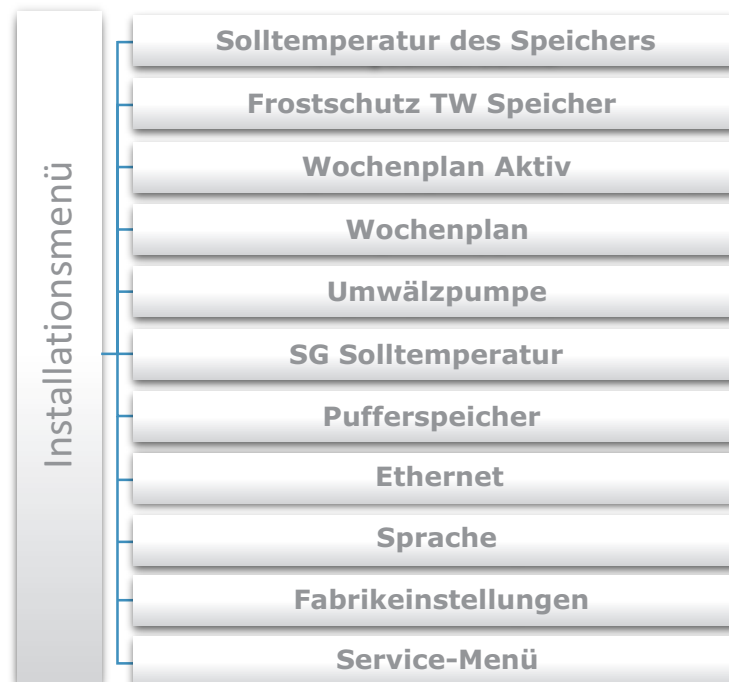 Installationsmenü
Solltemperatur des Speichers
Frostschutz TW Speicher
Wochenplan Aktiv
Wochenplan
Umwälzpumpe
SG Solltemperatur
Pufferspeicher
Ethernet
Sprache
Fabrikeinstellungen
Service-Menü